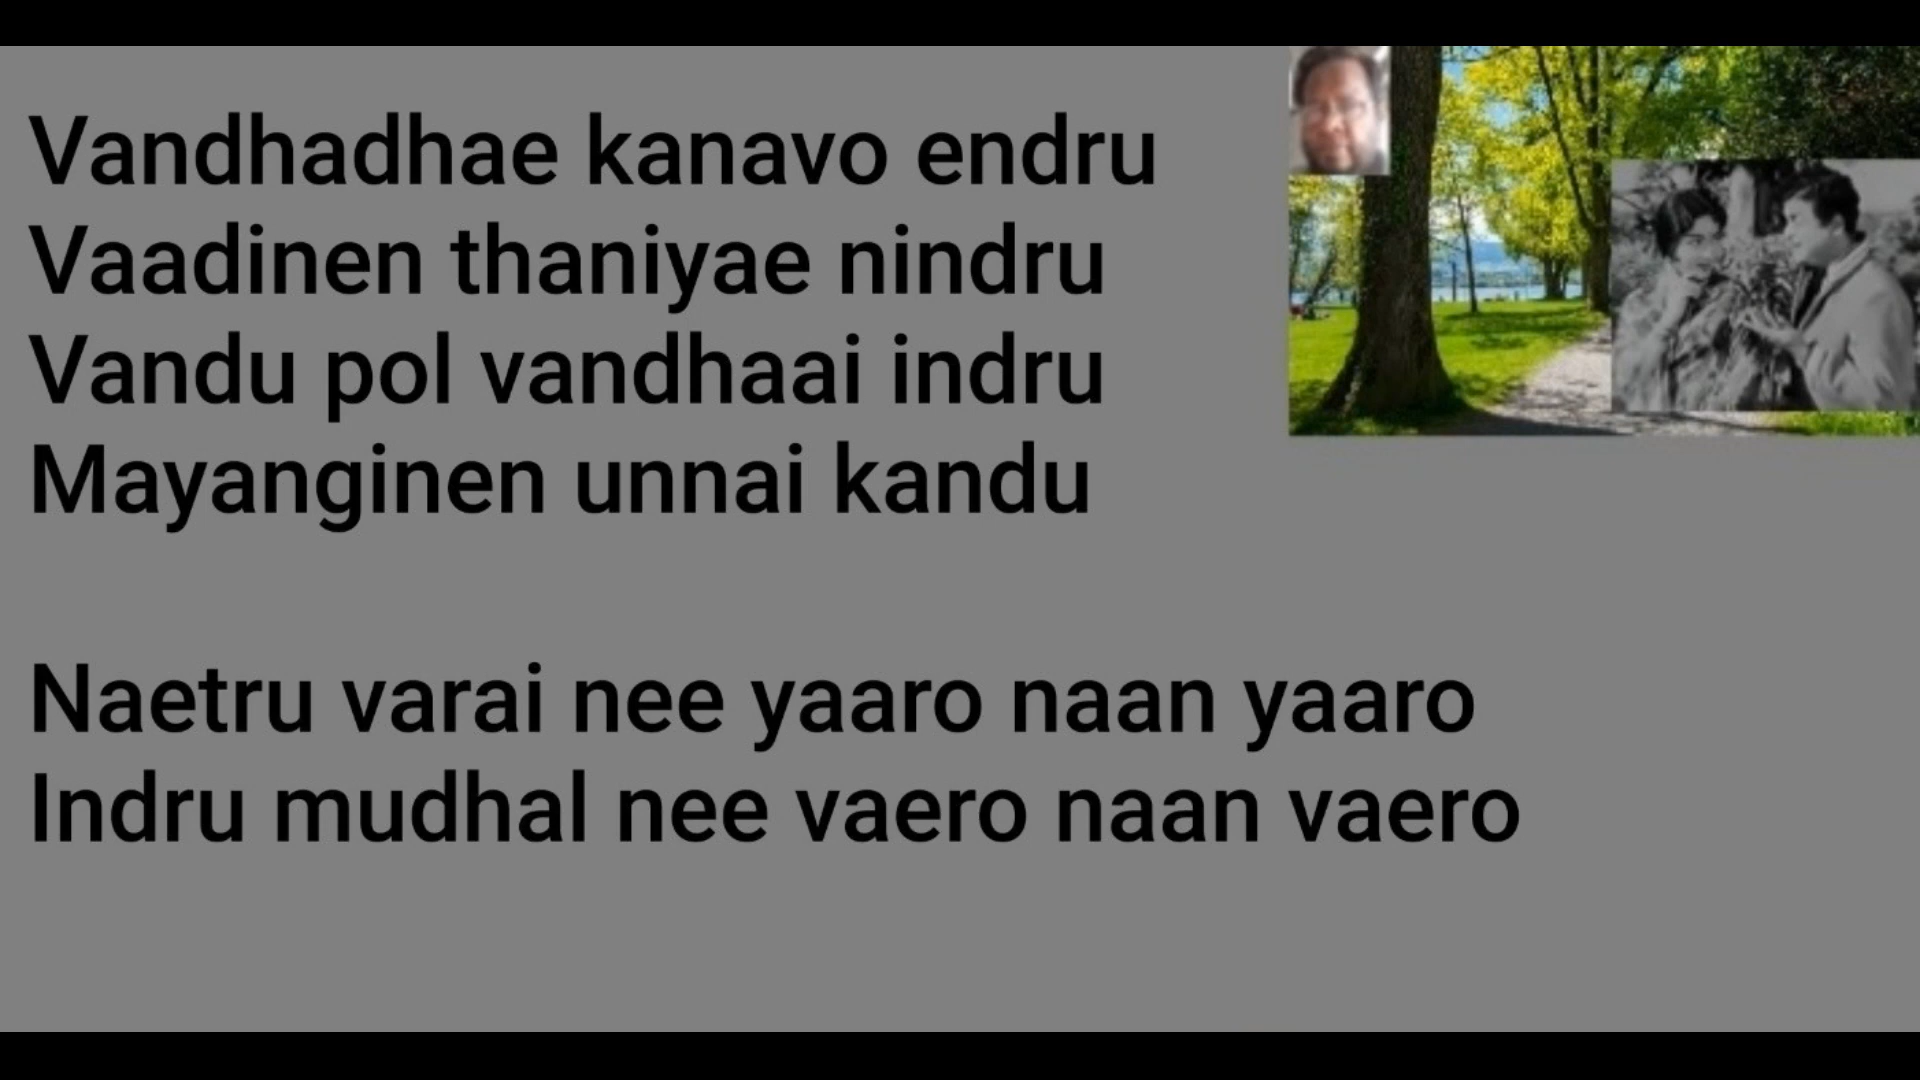 Vandhadhae kanavo endru
Vaadinen thaniyae nindru
Vandu pol vandhaai indru
Mayanginen unnai kandu
Naetru varai nee yaaro naan yaaro
Indru mudhal nee vaero naan vaero